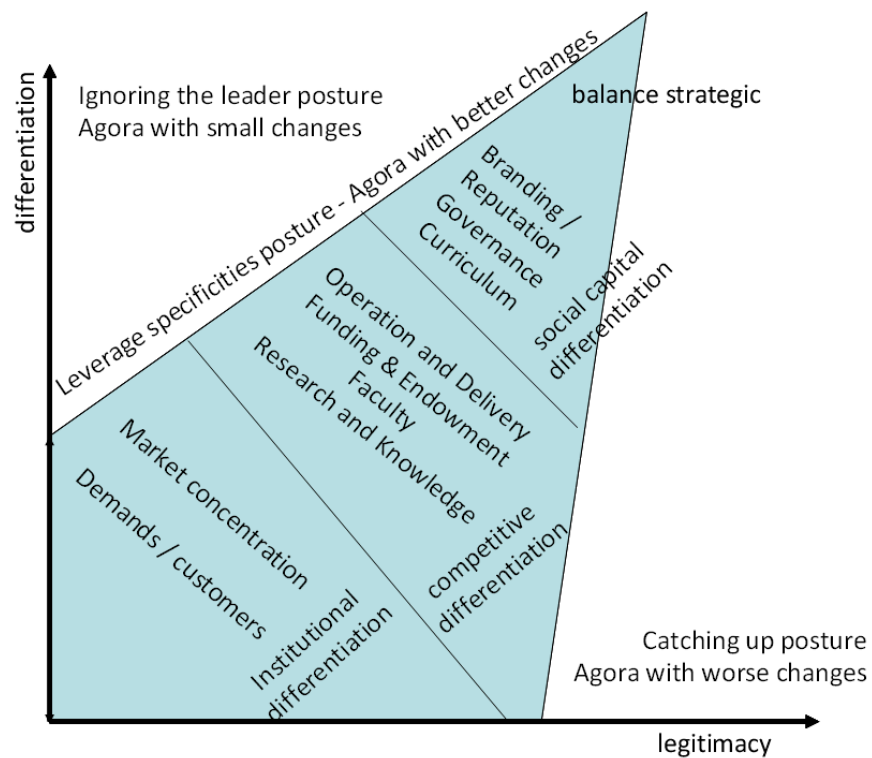 differentiation
Ignoring the leader posture
Agora with small changes
Leverage specificities posture - Agora with better changes
balance strategic
Branding /
Reputation
Governance
Curriculum
social capital
differentiation
Operation and Delivery
Funding & Endowment
Faculty
Research and Knowledge
competitive
differentiation
Market concentration
Demands / customers
Institutional
differentiation
Catching up posture
Agora with worse changes
legitimacy